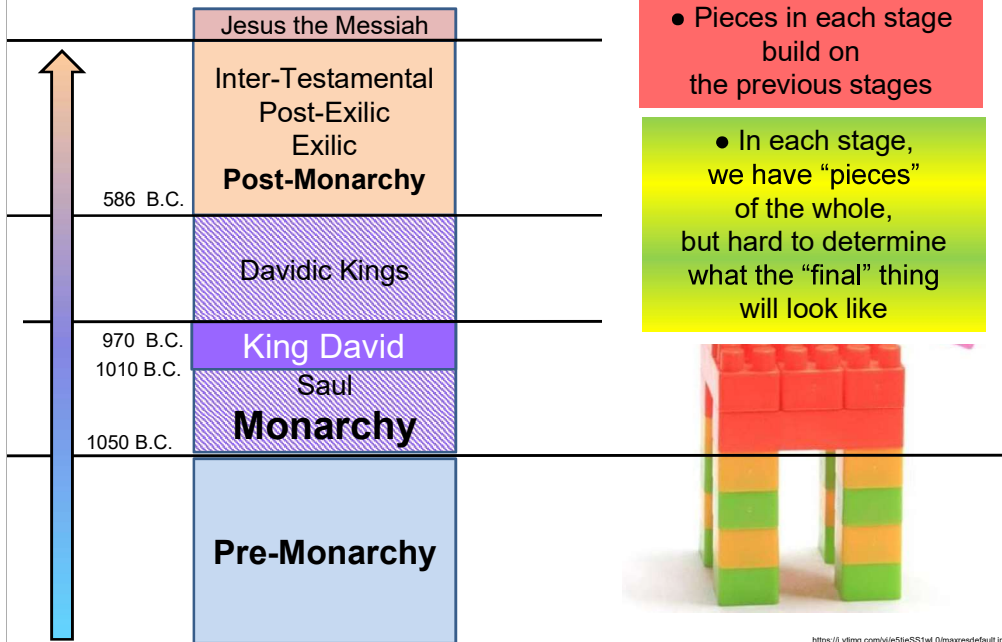 Jesus the Messiah
Inter-Testamental
Post-Exilic
Exilic
Post-Monarchy
586 B.C.
Davidic Kings
970 B.C.
King David
1010 B.C.
Saul
Monarchy
1050 B.C.
Pre-Monarchy
● Pieces in each stage
build on
the previous stages
● In each stage,
we have “pieces”
of the whole,
but hard to determine
what the “final” thing
will look like